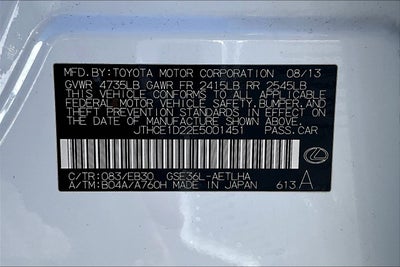 MFD. BY: TOYOTA MOTOR CORPORATION 08/13
GVWR 4735LB GAWR FR 2415LB RR 2545LB
THIS VEHICLE CONFORMS TO ALL APPLICABLE
FEDERAL MOTOR VEHICLE SAFETY, BUMPER, AND
THEFT PREVENTION STANDARDS IN EFFECT ON
THE DATE OF MANUFACTURE SHOWN ABOVE.
JTHCE1D22E5001451 PASS.CAR
C/TR: 083/EB30 GSE36L-AETLHA
A/TM: B04A/A760H MADE IN JAPAN 613 A